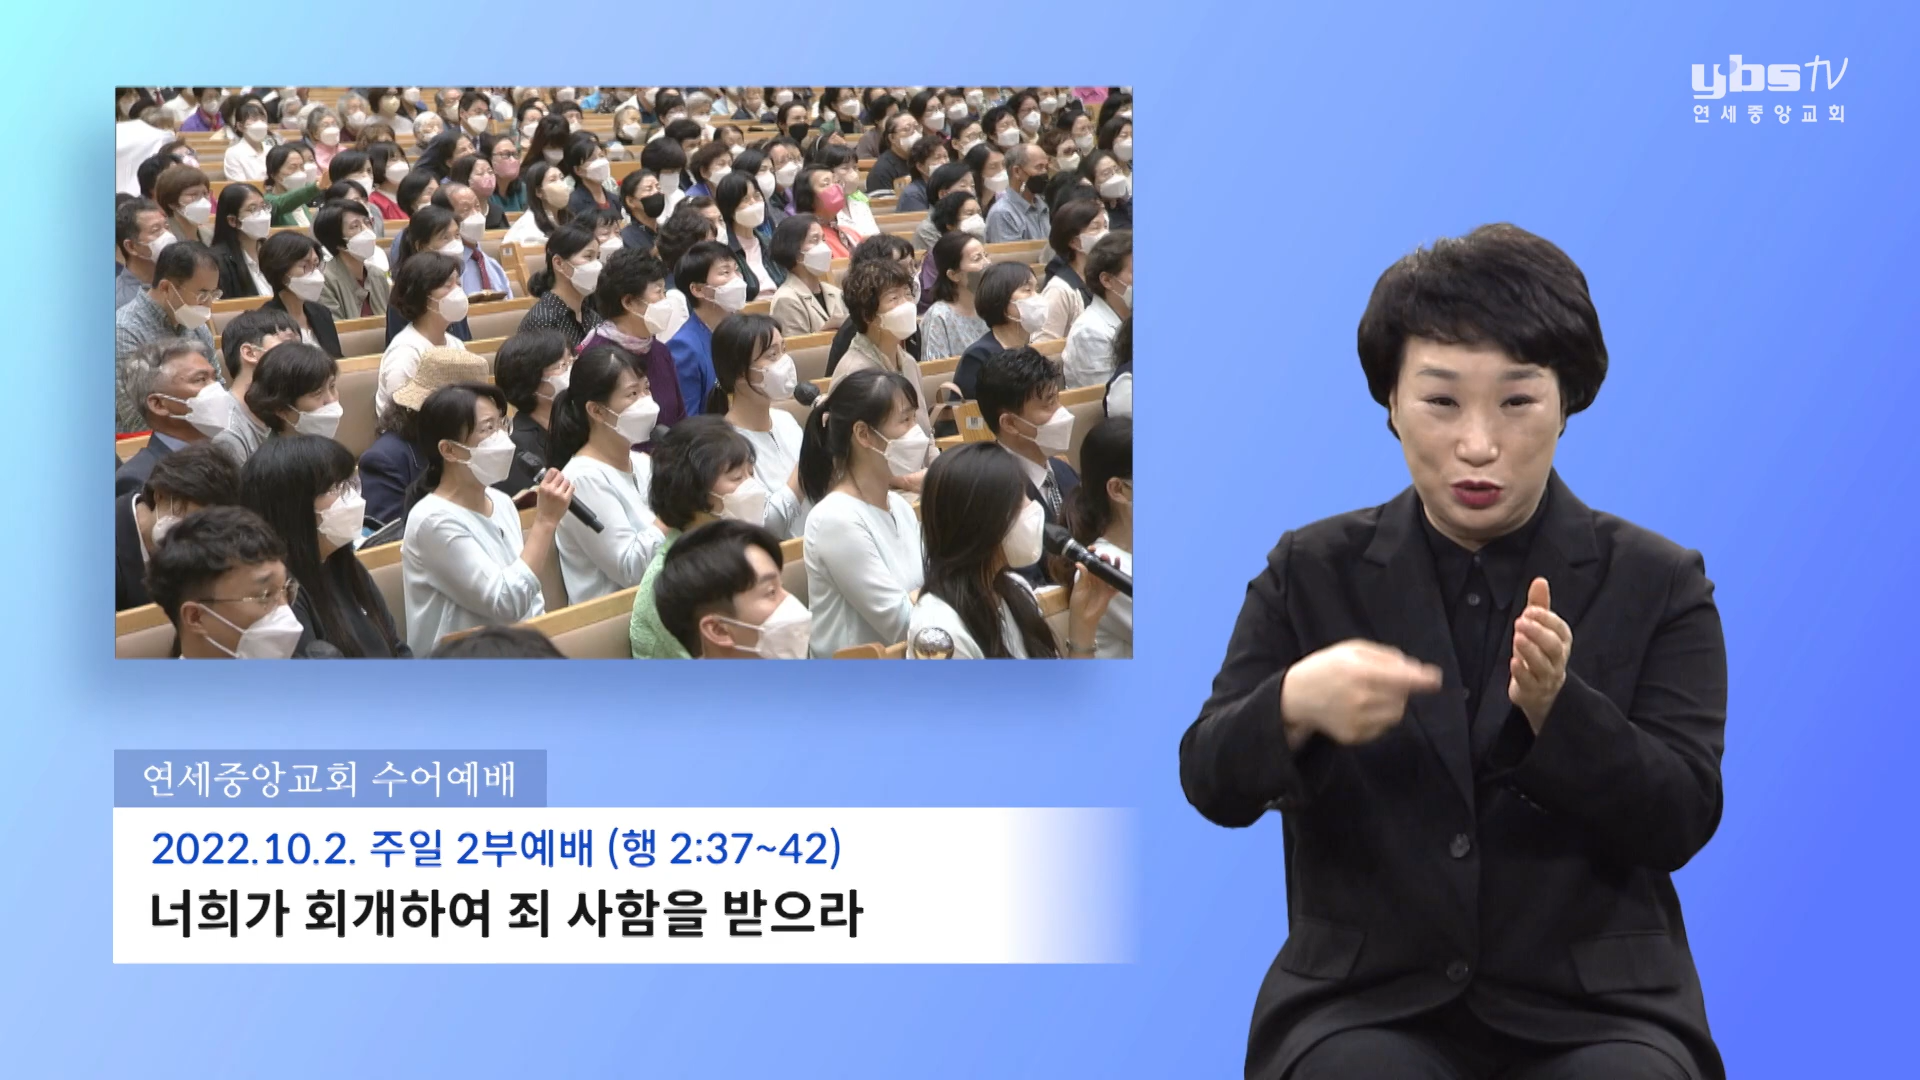 ybstv
연세중앙교회
연세중앙교회 수어예배
2022.10.2. 주일 2부예배 (행 2:37~42)
너희가 회개하여 죄 사함을 받으라